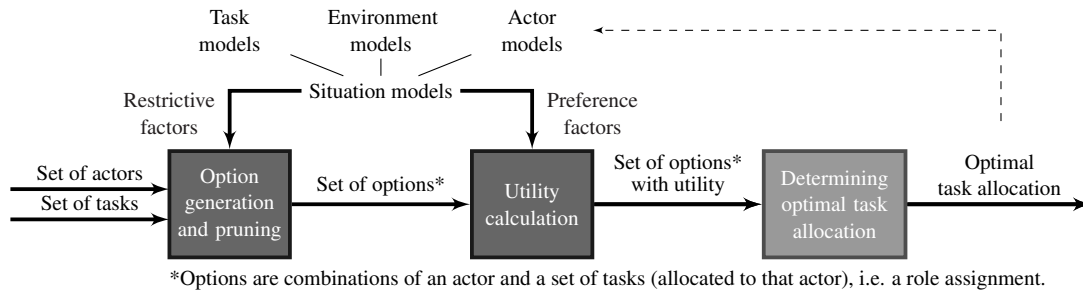 Task
models
Environment
models
Actor
models
Situation models
Restrictive
factors
Preference
factors
Set of actors
Set of tasks
Option
generation
and pruning
Set of options*
Utility
calculation
Set of options*
with utility
Determining
optimal task
allocation
Optimal
task allocation
*Options are combinations of an actor and a set of tasks (allocated to that actor), i.e. a role assignment.